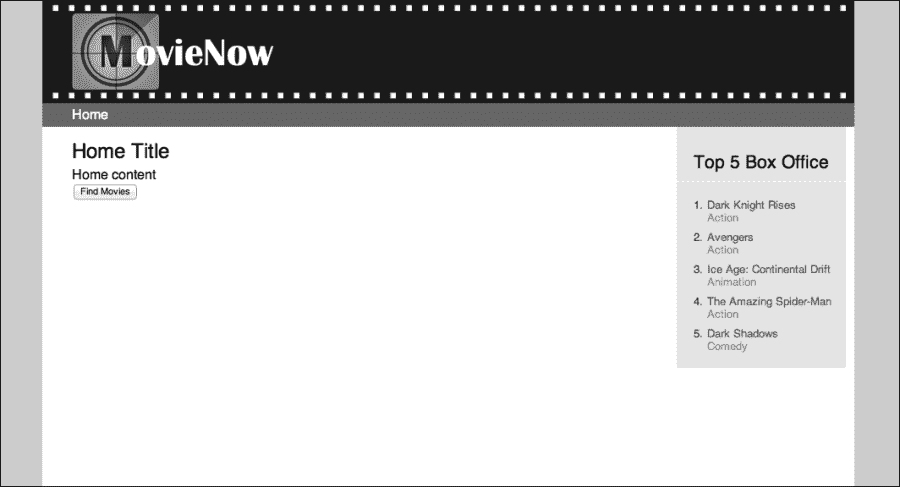 MovieNow
Home
Home Title
Home content
Find Movies
Top 5 Box Office
1. Dark Knight Rises
Action
2. Avengers
Action
3. Ice Age: Continental Drift
Animation
4. The Amazing Spider-Man
Action
5. Dark Shadows
Comedy